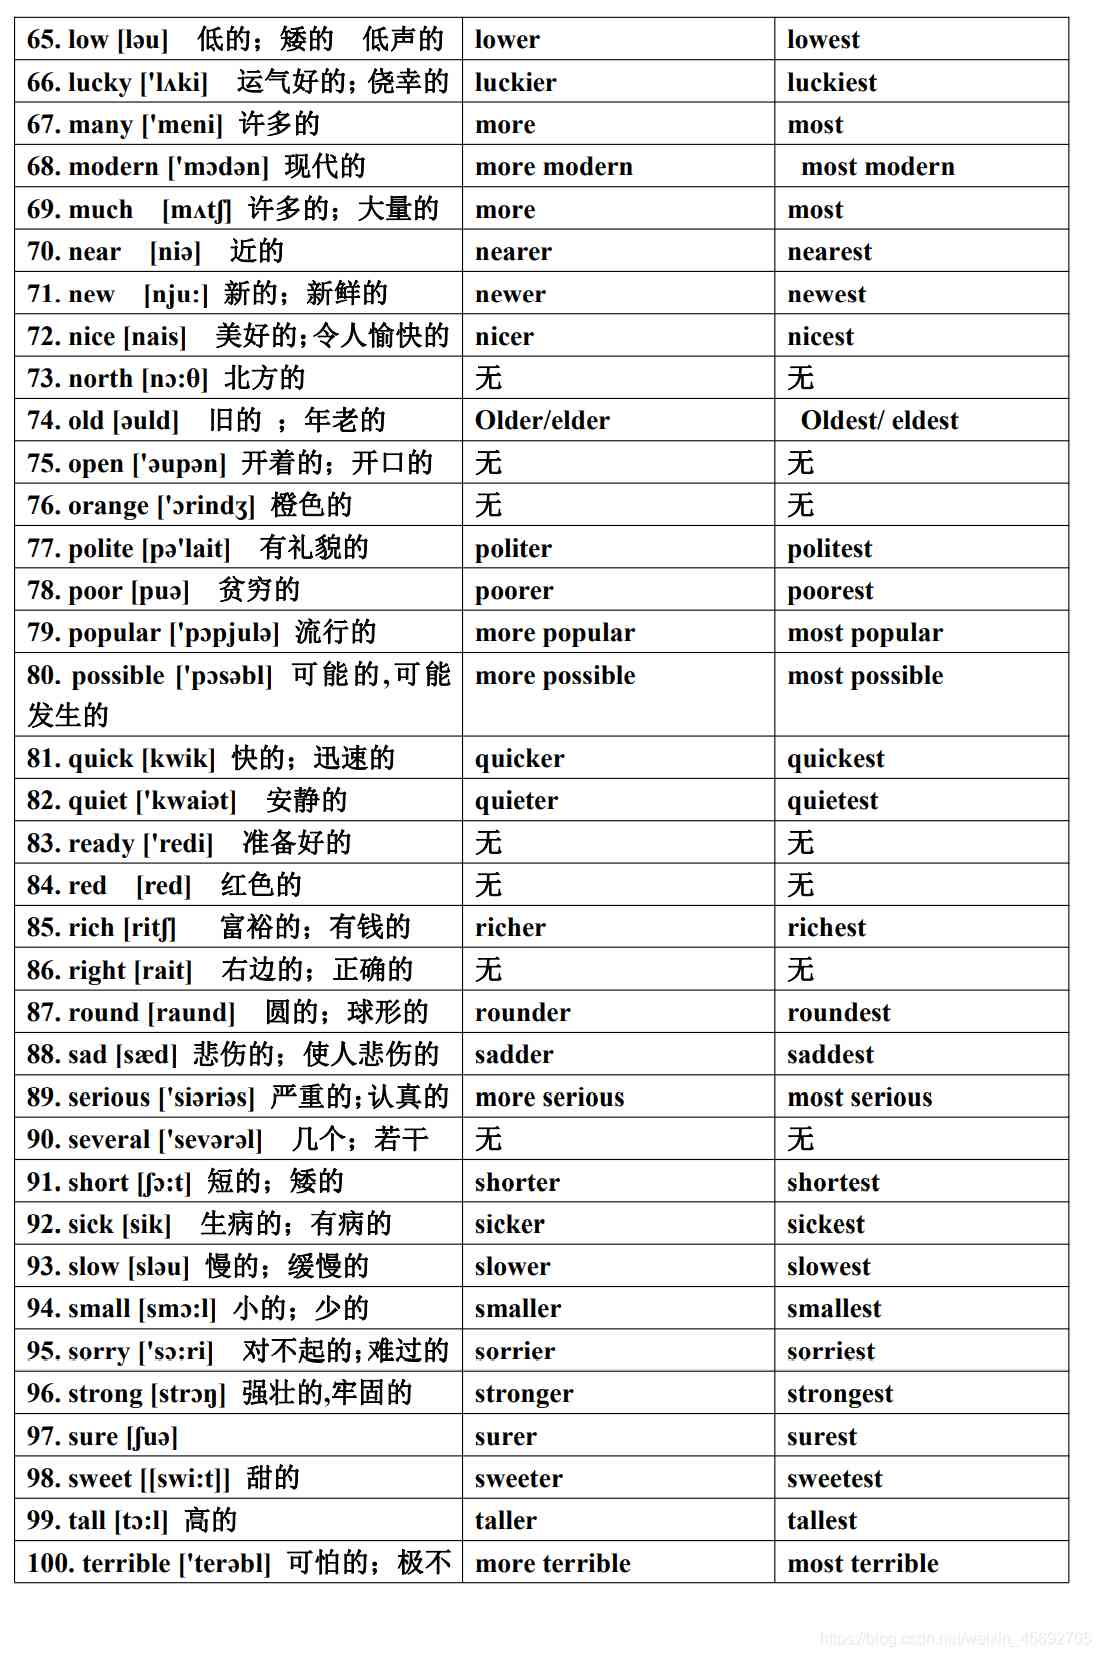 65. low [ləu] 低的；矮的 低声的 lower lowest
66. lucky ['lʌki] 运气好的；侥幸的 luckier luckiest
67. many ['meni] 许多的 more most
68. modern ['mɔdən] 现代的 more modern most modern
69. much [mʌtʃ] 许多的；大量的 more most
70. near [niə] 近的 nearer nearest
71. new [nju:] 新的；新鲜的 newer newest
72. nice [nais] 美好的；令人愉快的 nicer nicest
73. north [nɔ:θ] 北方的 无 无
74. old [əuld] 旧的 ；年老的 Older/elder Oldest/ eldest
75. open ['əupən] 开着的；开口的 无 无
76. orange ['ɔrindʒ] 橙色的 无 无
77. polite [pə'lait] 有礼貌的 politer politest
78. poor [puə] 贫穷的 poorer poorest
79. popular ['pɔpjulə] 流行的 more popular most popular
80. possible ['pɔsəbl] 可能的,可能 more possible most possible
发生的
81. quick [kwik] 快的；迅速的 quicker quickest
82. quiet ['kwaiət] 安静的 quieter quietest
83. ready ['redi] 准备好的 无 无
84. red [red] 红色的 无 无
85. rich [ritʃ] 富裕的；有钱的 richer richest
86. right [rait] 右边的；正确的 无 无
87. round [raund] 圆的；球形的 rounder roundest
88. sad [sæd] 悲伤的；使人悲伤的 sadder saddest
89. serious ['siəriəs] 严重的；认真的 more serious most serious
90. several ['sevərəl] 几个；若干 无 无
91. short [ʃɔ:t] 短的；矮的 shorter shortest
92. sick [sik] 生病的；有病的 sicker sickest
93. slow [sləu] 慢的；缓慢的 slower slowest
94. small [smɔ:l] 小的；少的 smaller smallest
95. sorry ['sɔ:ri] 对不起的；难过的 sorrier sorriest
96. strong [strɔŋ] 强壮的,牢固的 stronger strongest
97. sure [ʃuə] surer surest
98. sweet [[swi:t]] 甜的 sweeter sweetest
99. tall [tɔ:l] 高的 taller tallest
100. terrible ['terəbl] 可怕的；极不 more terrible most terrible
https://blog.csdn.net/weixin_45692705